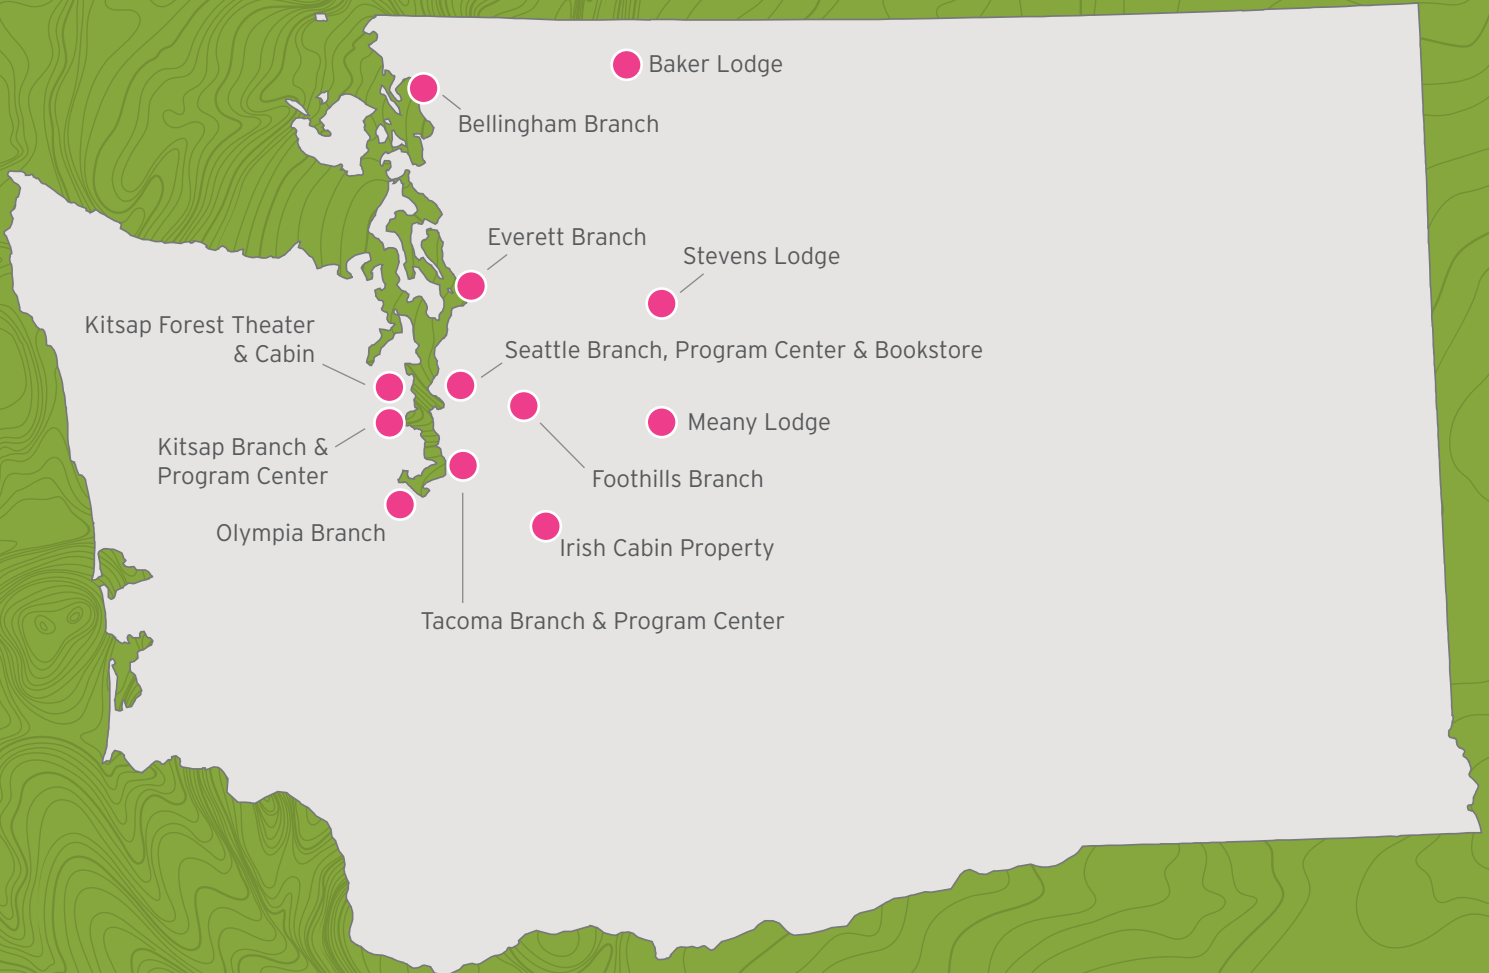 Baker Lodge
Bellingham Branch
Everett Branch
Stevens Lodge
Kitsap Forest Theater
& Cabin
Seattle Branch, Program Center & Bookstore
Meany Lodge
Kitsap Branch &
Program Center
Foothills Branch
Olympia Branch
Irish Cabin Property
Tacoma Branch & Program Center